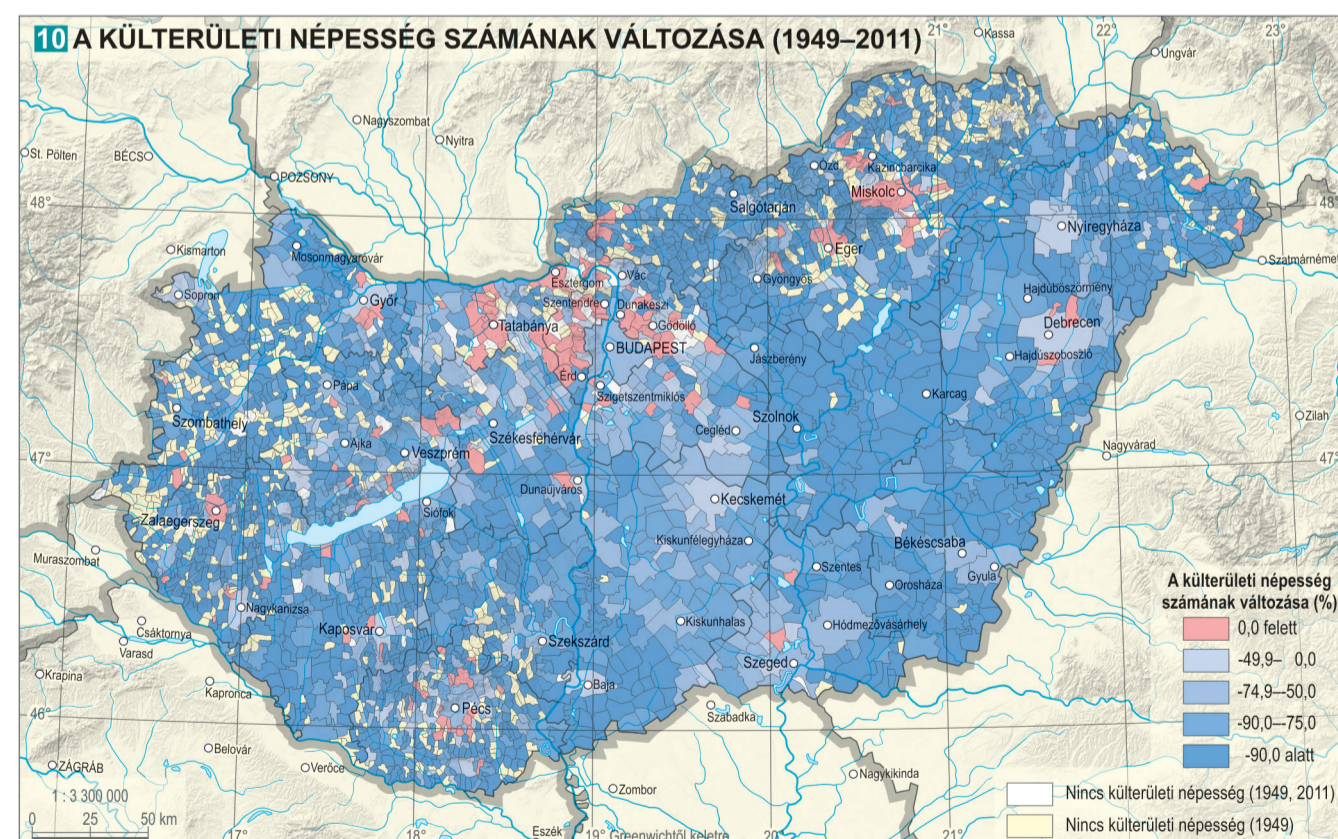 10 A KÜLTERÜLETI NÉPESSÉG SZÁMÁNAK VÁLTOZÁSA (1949–2011)
21°
22°
23°
Kassa
Ungvár
Nagyszombat
Nyitra
St. Pölten
BÉCS
POZSONY
Ózd
Kazincbarcika
Miskolc
48°
Salgótarján
48°
Nyíregyháza
Kismarton
Mosonmagyaróvár
Eger
Szatmárnémeti
Sopron
Győr
Esztergom
Vác
Gyöngyös
Hajdúböszörmény
Szentendre
Dunakeszi
Tatabánya
Gödöllő
Debrecen
BUDAPEST
Jászberény
Hajdúszoboszló
Pápa
Érd
Szigetszentmiklós
Karcag
Szombathely
Szolnok
Zilah
Ajka
Székesfehérvár
Cegléd
Veszprém
Nagyvárad
47°
47°
Dunaújváros
Kecskemét
Zalaegerszeg
Siófok
Kiskunfélegyháza
Békéscsaba
Muraszombat
Szentes
Gyula
Orosháza
Nagykanizsa
Kaposvár
Kiskunhalas
Hódmezővásárhely
Csáktornya
Varasd
Szekszárd
Szeged
Krapina
Kapronca
Baja
46°
Pécs
Szabadka
Belovár
ZÁGRÁB
Verőce
Nagykikinda
Zombor
1 : 3 300 000
0 25 50 km
17°
18°
Eszék
19° Greenwichtől keletre
20°
21°
A külterületi népesség
számának változása (%)
0,0 felett
-49,9– 0,0
-74,9–-50,0
-90,0–-75,0
-90,0 alatt
Nincs külterületi népesség (1949, 2011)
Nincs külterületi népesség (1949)